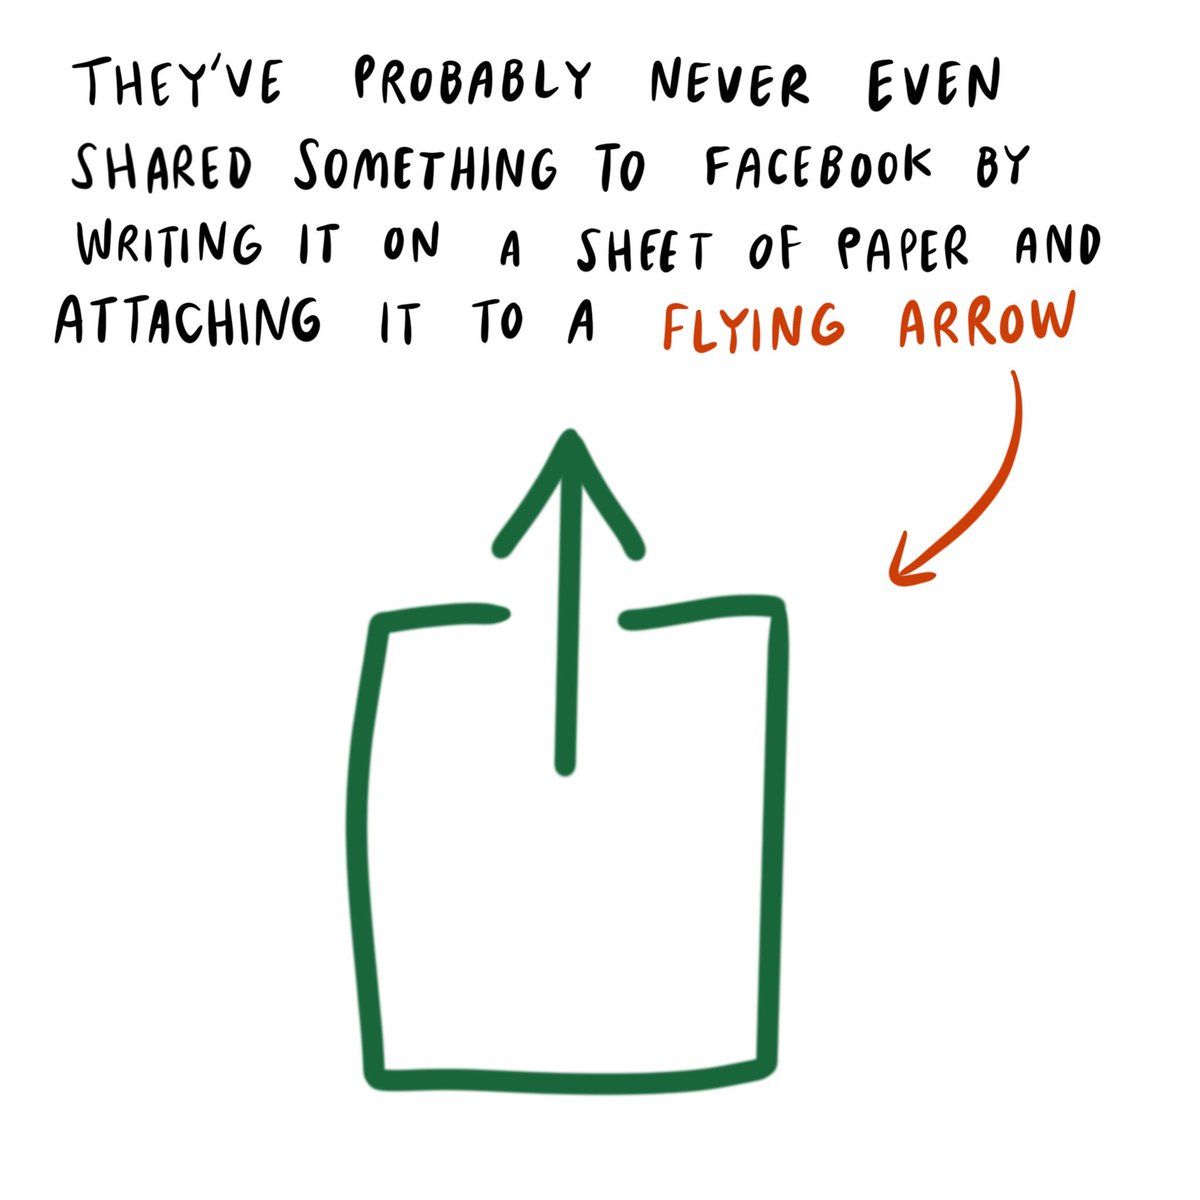 THEY'VE PROBABLY NEVER EVEN
SHARED SOMETHING TO FACEBOOK BY
WRITING IT ON A SHEET OF PAPER AND
ATTACHING IT TO A FLYING ARROW